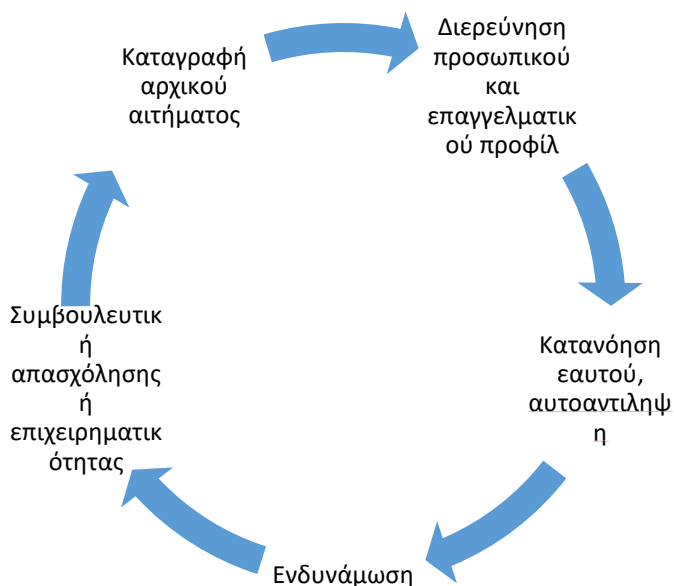 Καταγραφή
αρχικού
αιτήματος
Διερεύνηση
προσωπικού
και
επαγγελματικ
ού προφίλ
Κατανόηση
εαυτού,
αυτοαντιληψ
η
Ενδυνάμωση
Συμβουλευτικ
ή
απασχόλησης
ή
επιχειρηματικ
ότητας